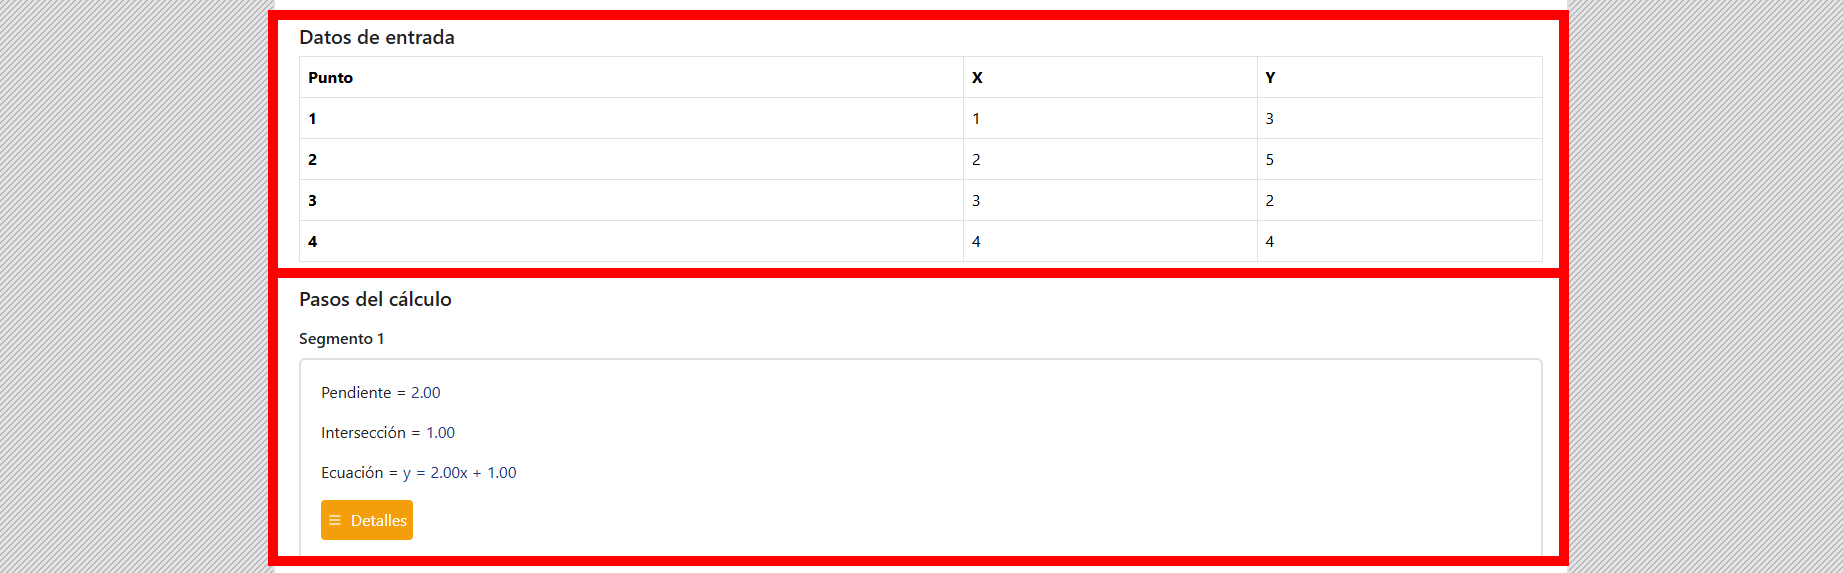 Datos de entrada
Punto X Y
1 1 3
2 2 5
3 3 2
4 4 4
Pasos del cálculo
Segmento 1
Pendiente = 2.00
Intersección = 1.00
Ecuación = y = 2.00x + 1.00
Detalles